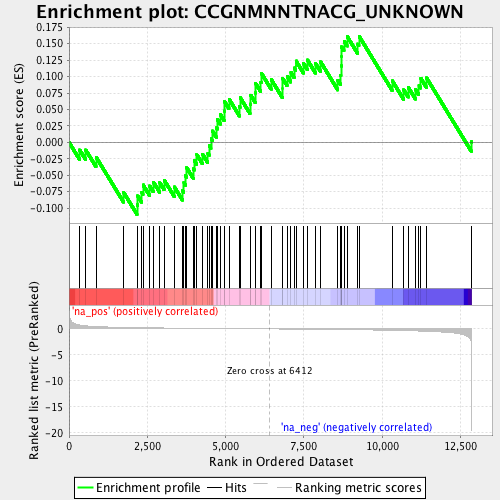 Enrichment plot: CCGNMNNTNACG_UNKNOWN
Enrichment score (ES)
0.175
0.150
0.125
0.100
0.075
0.050
0.025
0.000
-0.025
-0.050
-0.075
-0.100
'na_pos' (positively correlated)
Ranked list metric (PreRanked)
0
-5
-10
-15
-20
Zero cross at 6412
'na_neg' (negatively correlated)
0
2,500
5,000
7,500
10,000
12,500
Rank in Ordered Dataset
Enrichment profile
Hits
Ranking metric scores